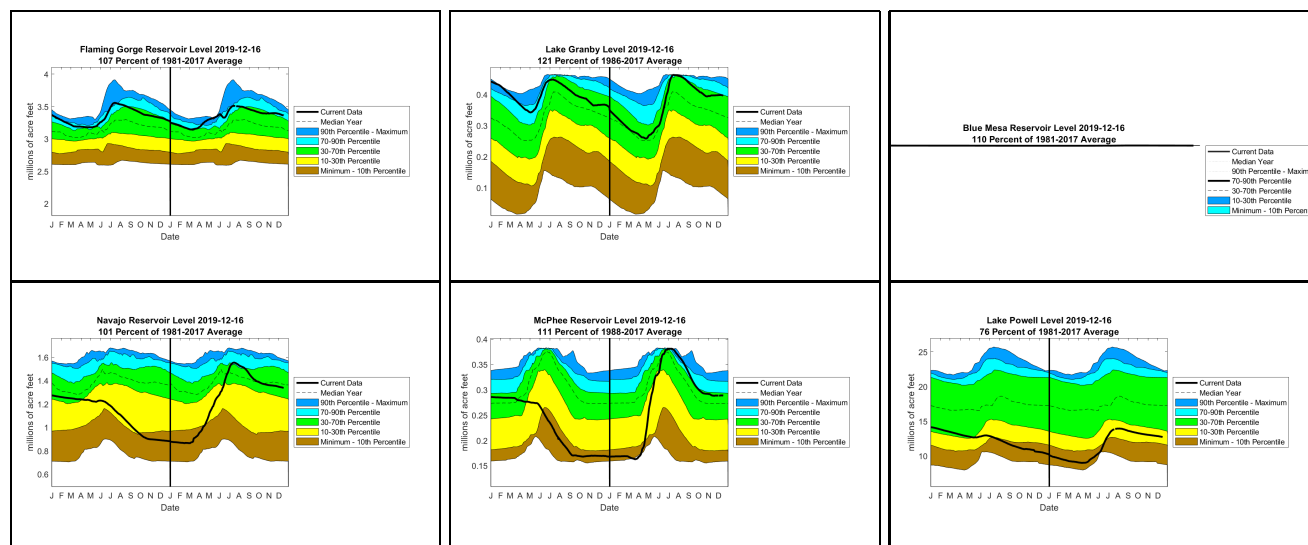 Flaming Gorge Reservoir Level 2019-12-16
107 Percent of 1981-2017 Average
4
3.5
3
2.5
2
millions of acre feet
J F M A M J J A S O N D J F M A M J J A S O N D
Date
Current Data
Median Year
90th Percentile - Maximum
70-90th Percentile
30-70th Percentile
10-30th Percentile
Minimum - 10th Percentile
Lake Granby Level 2019-12-16
121 Percent of 1986-2017 Average
0.4
0.3
0.2
0.1
millions of acre feet
J F M A M J J A S O N D J F M A M J J A S O N D
Date
Current Data
Median Year
90th Percentile - Maximum
70-90th Percentile
30-70th Percentile
10-30th Percentile
Minimum - 10th Percentile
Blue Mesa Reservoir Level 2019-12-16
110 Percent of 1981-2017 Average
Current Data
Median Year
90th Percentile - Maximu
70-90th Percentile
30-70th Percentile
10-30th Percentile
Minimum - 10th Percent
Navajo Reservoir Level 2019-12-16
101 Percent of 1981-2017 Average
1.6
1.4
1.2
1
0.8
0.6
millions of acre feet
J F M A M J J A S O N D J F M A M J J A S O N D
Date
Current Data
Median Year
90th Percentile - Maximum
70-90th Percentile
30-70th Percentile
10-30th Percentile
Minimum - 10th Percentile
McPhee Reservoir Level 2019-12-16
111 Percent of 1988-2017 Average
0.4
0.35
0.3
0.25
0.2
0.15
millions of acre feet
J F M A M J J A S O N D J F M A M J J A S O N D
Date
Current Data
Median Year
90th Percentile - Maximum
70-90th Percentile
30-70th Percentile
10-30th Percentile
Minimum - 10th Percentile
Lake Powell Level 2019-12-16
76 Percent of 1981-2017 Average
25
20
15
10
millions of acre feet
J F M A M J J A S O N D J F M A M J J A S O N D
Date
Current Data
Median Year
90th Percentile - Maximum
70-90th Percentile
30-70th Percentile
10-30th Percentile
Minimum - 10th Percentile